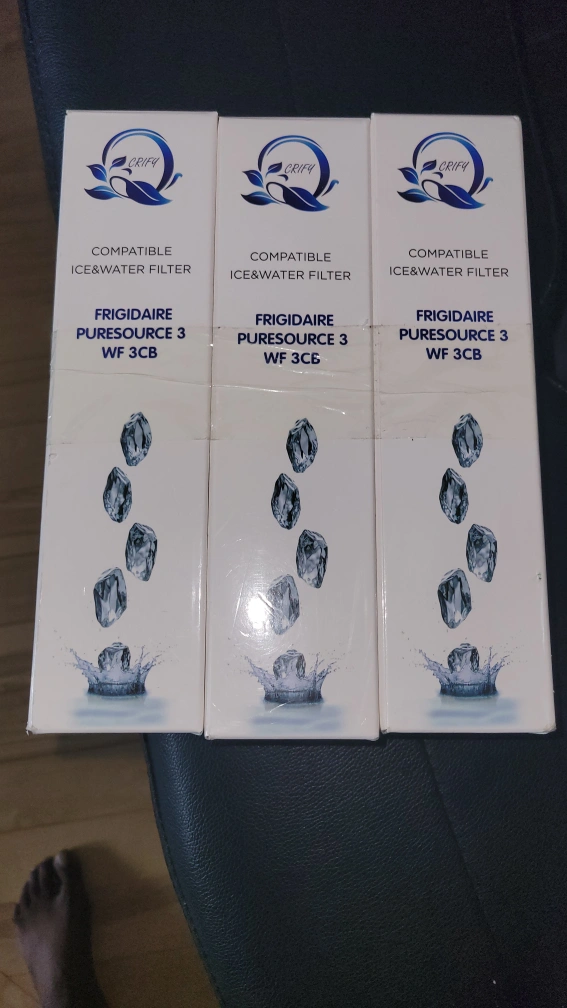 CRIFY
COMPATIBLE
ICE&WATER FILTER
FRIGIDAIRE
PURESOURCE 3
WF 3CB
CRIFY
COMPATIBLE
ICE&WATER FILTER
FRIGIDAIRE
PURESOURCE 3
WF 3CB
CRIFY
COMPATIBLE
ICE&WATER FILTER
FRIGIDAIRE
PURESOURCE 3
WF 3CB